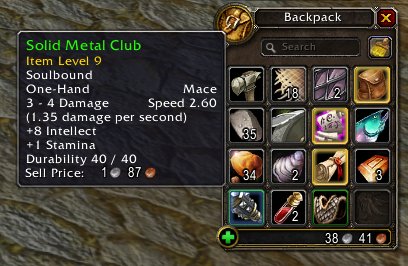 Solid Metal Club
Item Level 9
Soulbound
One-Hand Mace
3 - 4 Damage Speed 2.60
(1.35 damage per second)
+8 Intellect
+1 Stamina
Durability 40 / 40
Sell Price: 1 87
Backpack
Search
18 2
35
34 2 3
2
38 41